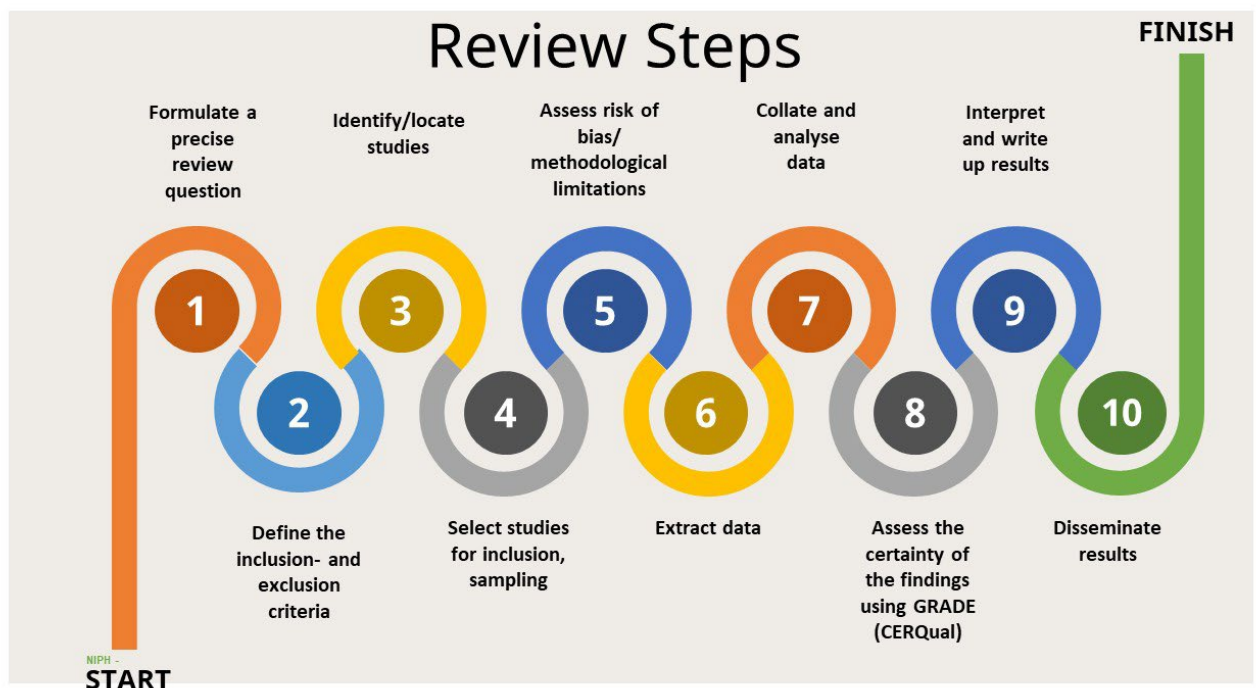 Review Steps
FINISH
Formulate a
precise
review
question
Identify/locate
studies
Assess risk of
bias/
methodological
limitations
Collate and
analyse
data
Interpret
and write
up results
1
3
5
7
9
2
4
6
8
10
Define the
inclusion- and
exclusion
criteria
Select studies
for inclusion,
sampling
Extract data
Assess the
certainty of
the findings
using GRADE
(CERQual)
Disseminate
results
NIPH -
START